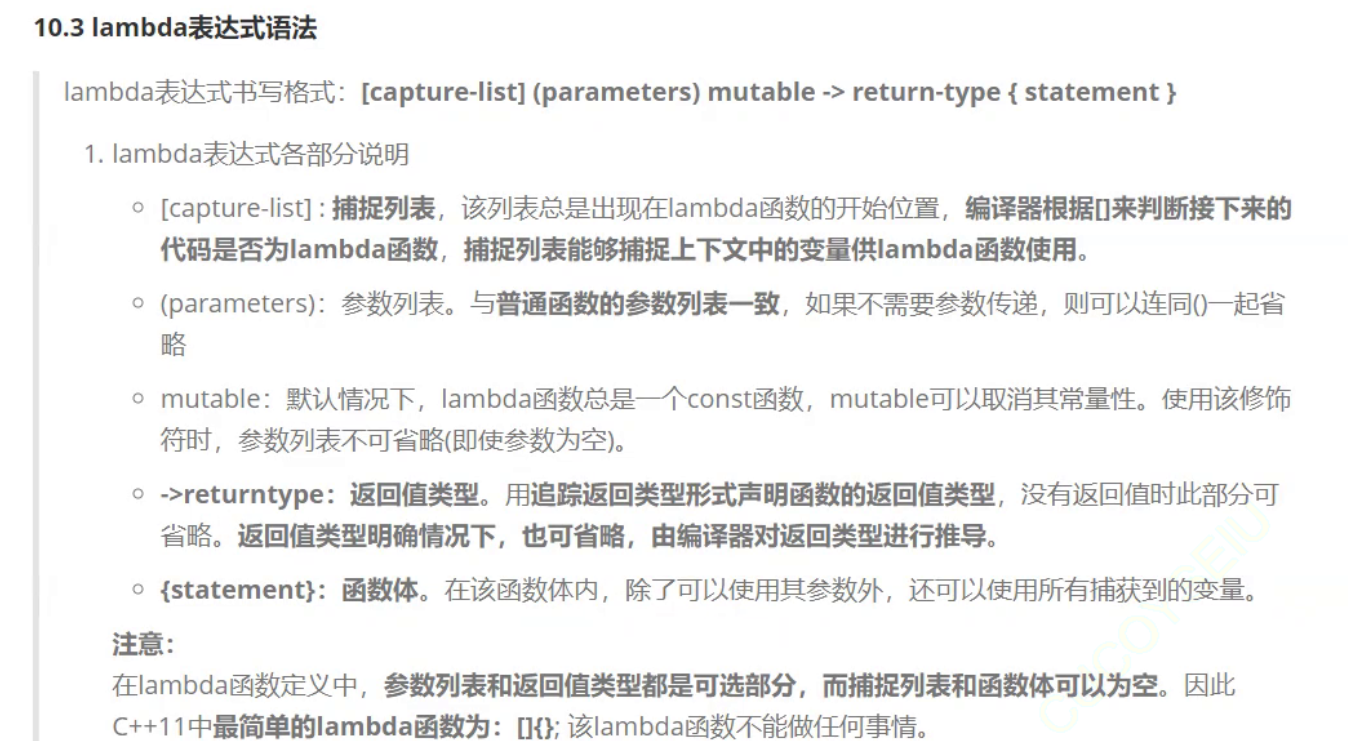 10.3 lambda表达式语法
lambda表达式书写格式：[capture-list] (parameters) mutable -> return-type { statement }
1. lambda表达式各部分说明
[capture-list] : 捕捉列表，该列表总是出现在lambda函数的开始位置，编译器根据[]来判断接下来的
代码是否为lambda函数，捕捉列表能够捕捉上下文中的变量供lambda函数使用。
(parameters)：参数列表。与普通函数的参数列表一致，如果不需要参数传递，则可以连同()一起省
略
mutable：默认情况下，lambda函数总是一个const函数，mutable可以取消其常量性。使用该修饰
符时，参数列表不可省略(即使参数为空)。
->returntype：返回值类型。用追踪返回类型形式声明函数的返回值类型，没有返回值时此部分可
省略。返回值类型明确情况下，也可省略，由编译器对返回类型进行推导。
{statement}：函数体。在该函数体内，除了可以使用其参数外，还可以使用所有捕获到的变量。
注意：
在lambda函数定义中，参数列表和返回值类型都是可选部分，而捕捉列表和函数体可以为空。因此
C++11中最简单的lambda函数为：[]{}; 该lambda函数不能做任何事情。